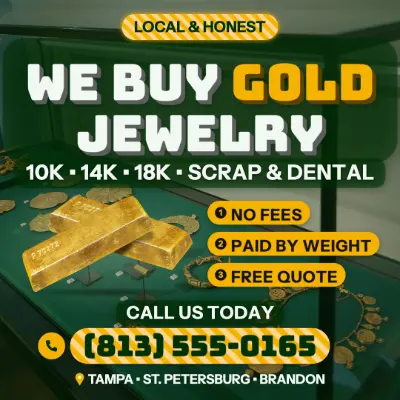 LOCAL & HONEST
WE BUY GOLD
JEWELRY
10K • 14K • 18K • SCRAP & DENTAL
1 NO FEES
2 PAID BY WEIGHT
3 FREE QUOTE
CALL US TODAY
(813) 555-0165
TAMPA • ST. PETERSBURG • BRANDON